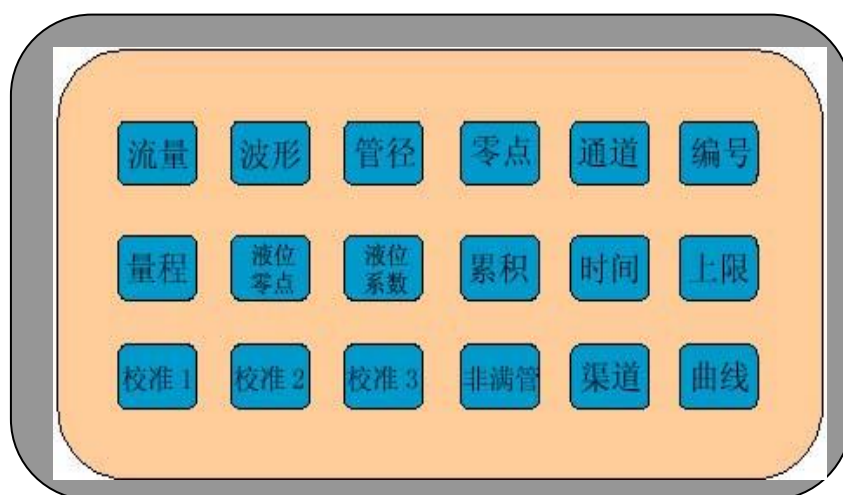 流量 波形 管径 零点 通道 编号
量程 液位零点 液位系数 累积 时间 上限
校准 1 校准 2 校准 3 非满管 渠道 曲线